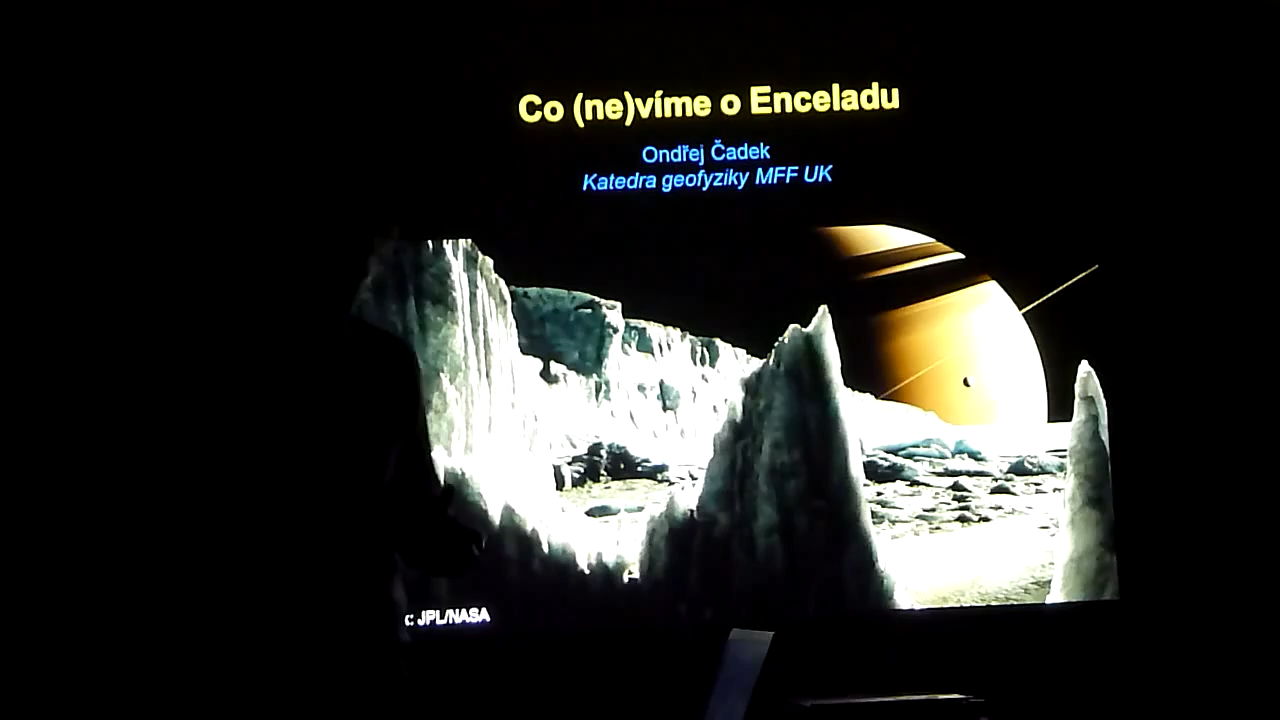 Co (ne)víme o Enceladu
Ondřej Čadek
Katedra geofyziky MFF UK
: JPL/NASA